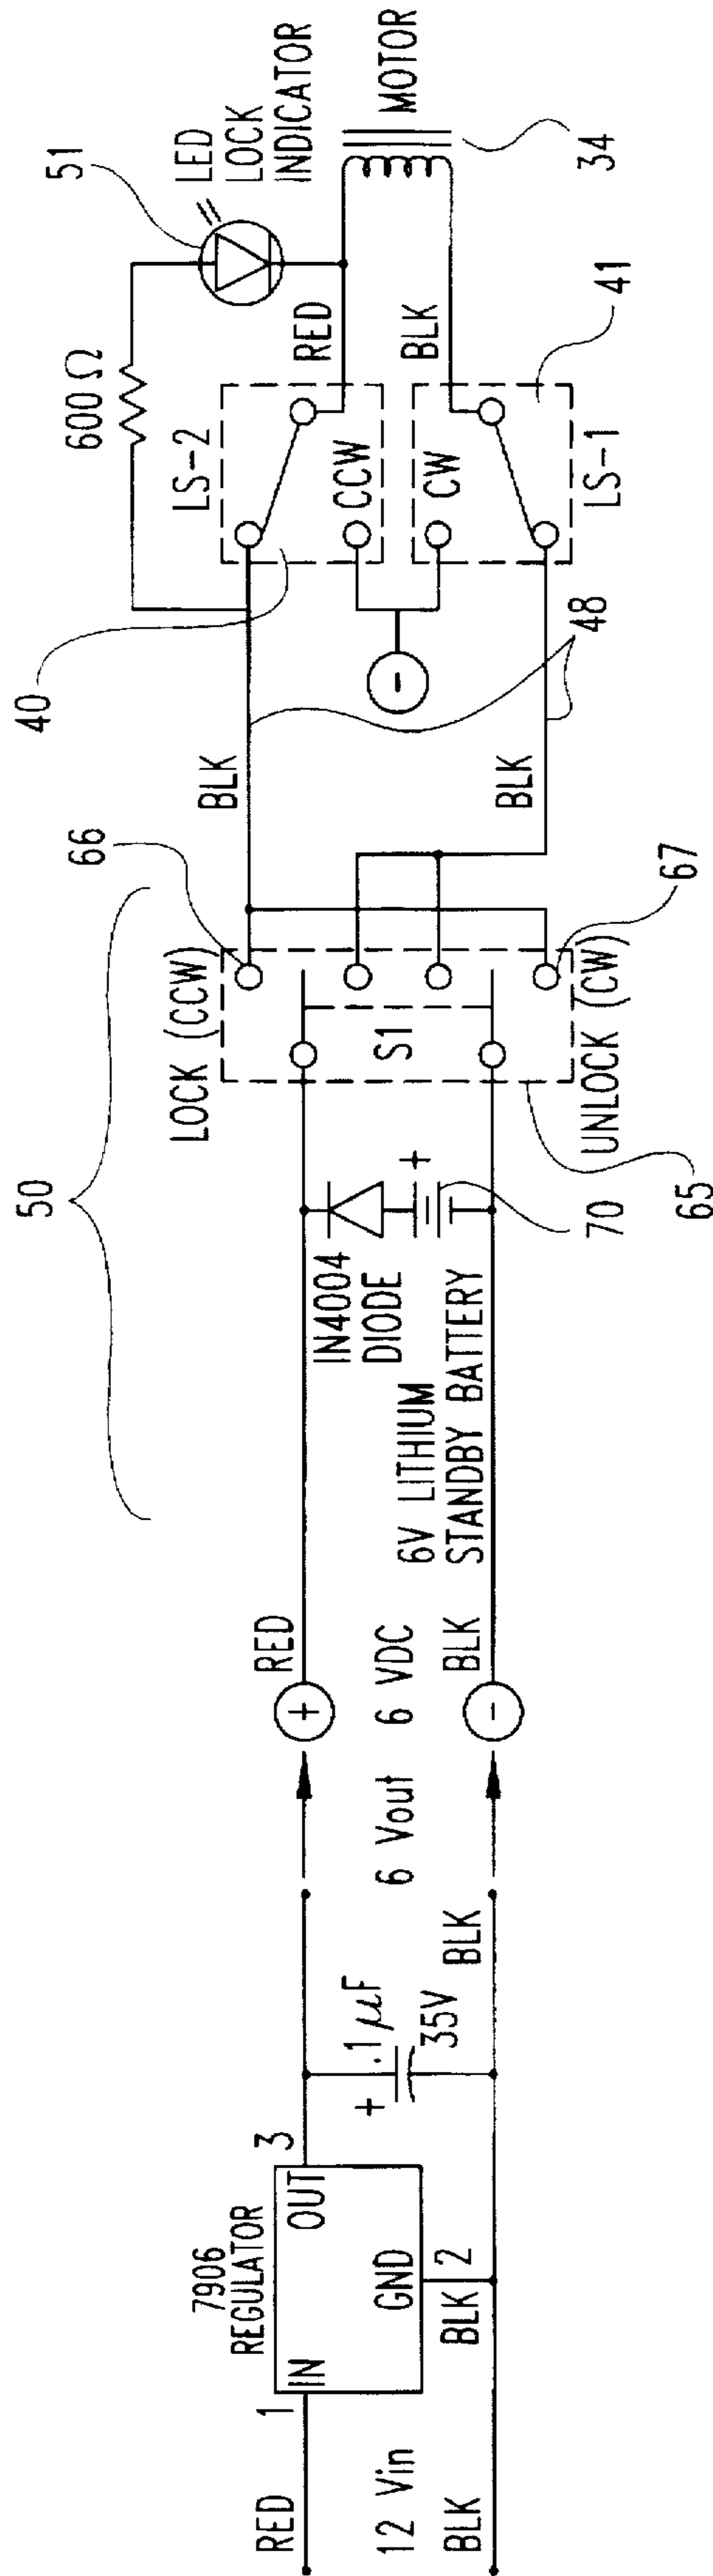 RED
12 Vin
BLK
1
7906
REGULATOR
IN
OUT
GND
3
BLK
2
+
.1 µF
35V
BLK
6 Vout
+
6 VDC
-
RED
BLK
50
IN4004
DIODE
6V LITHIUM
STANDBY BATTERY
+
70
LOCK (CCW)
S1
UNLOCK (CW)
65
66
67
BLK
BLK
48
40
-
600 Ω
LS-2
CCW
CW
LS-1
41
RED
BLK
51
LED
LOCK
INDICATOR
MOTOR
34